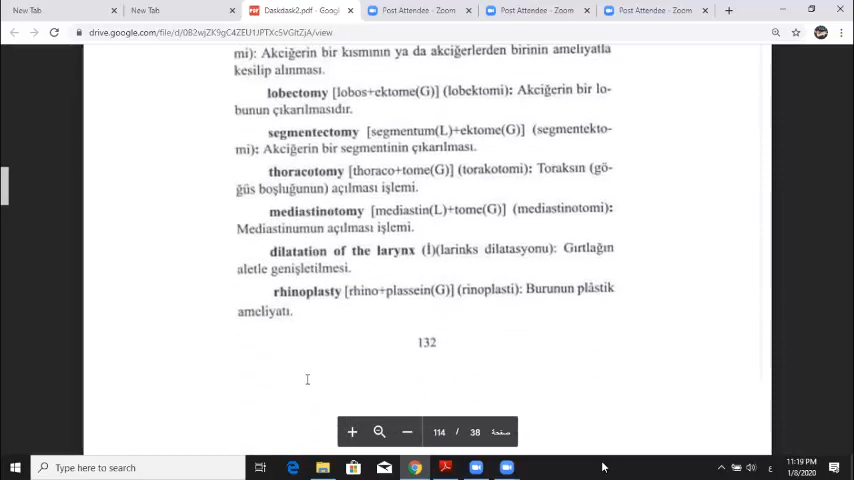 New Tab
New Tab
Daskdask2.pdf - Googl
Post Attendee - Zoom
Post Attendee - Zoom
Post Attendee - Zoom
drive.google.com/file/d/0B2wjZK9gC4ZEU1JPTXc5VGltZjA/view
mi): Akciğerin bir kısmının ya da akciğerlerden birinin ameliyatla
kesilip alınması.
lobectomy [lobos+ektome(G)] (lobektomi): Akciğerin bir lo-
bunun çıkarılmasıdır.
segmentectomy [segmentum(L)+ektome(G)] (segmentekto-
mi): Akciğerin bir segmentinin çıkarılması.
thoracotomy [thoraco+tome(G)] (torakotomi): Toraksın (gö-
ğüs boşluğunun) açılması işlemi.
mediastinotomy [mediastin(L)+tome(G)] (mediastinotomi):
Mediastinumun açılması işlemi.
dilatation of the larynx (İ)(larinks dilatasyonu): Gırtlağın
aletle genişletilmesi.
rhinoplasty [rhino+plassein(G)] (rinoplasti): Burunun plâstik
ameliyatı.
132
114 / 38 صفحة
Type here to search
ع
11:19 PM
1/8/2020